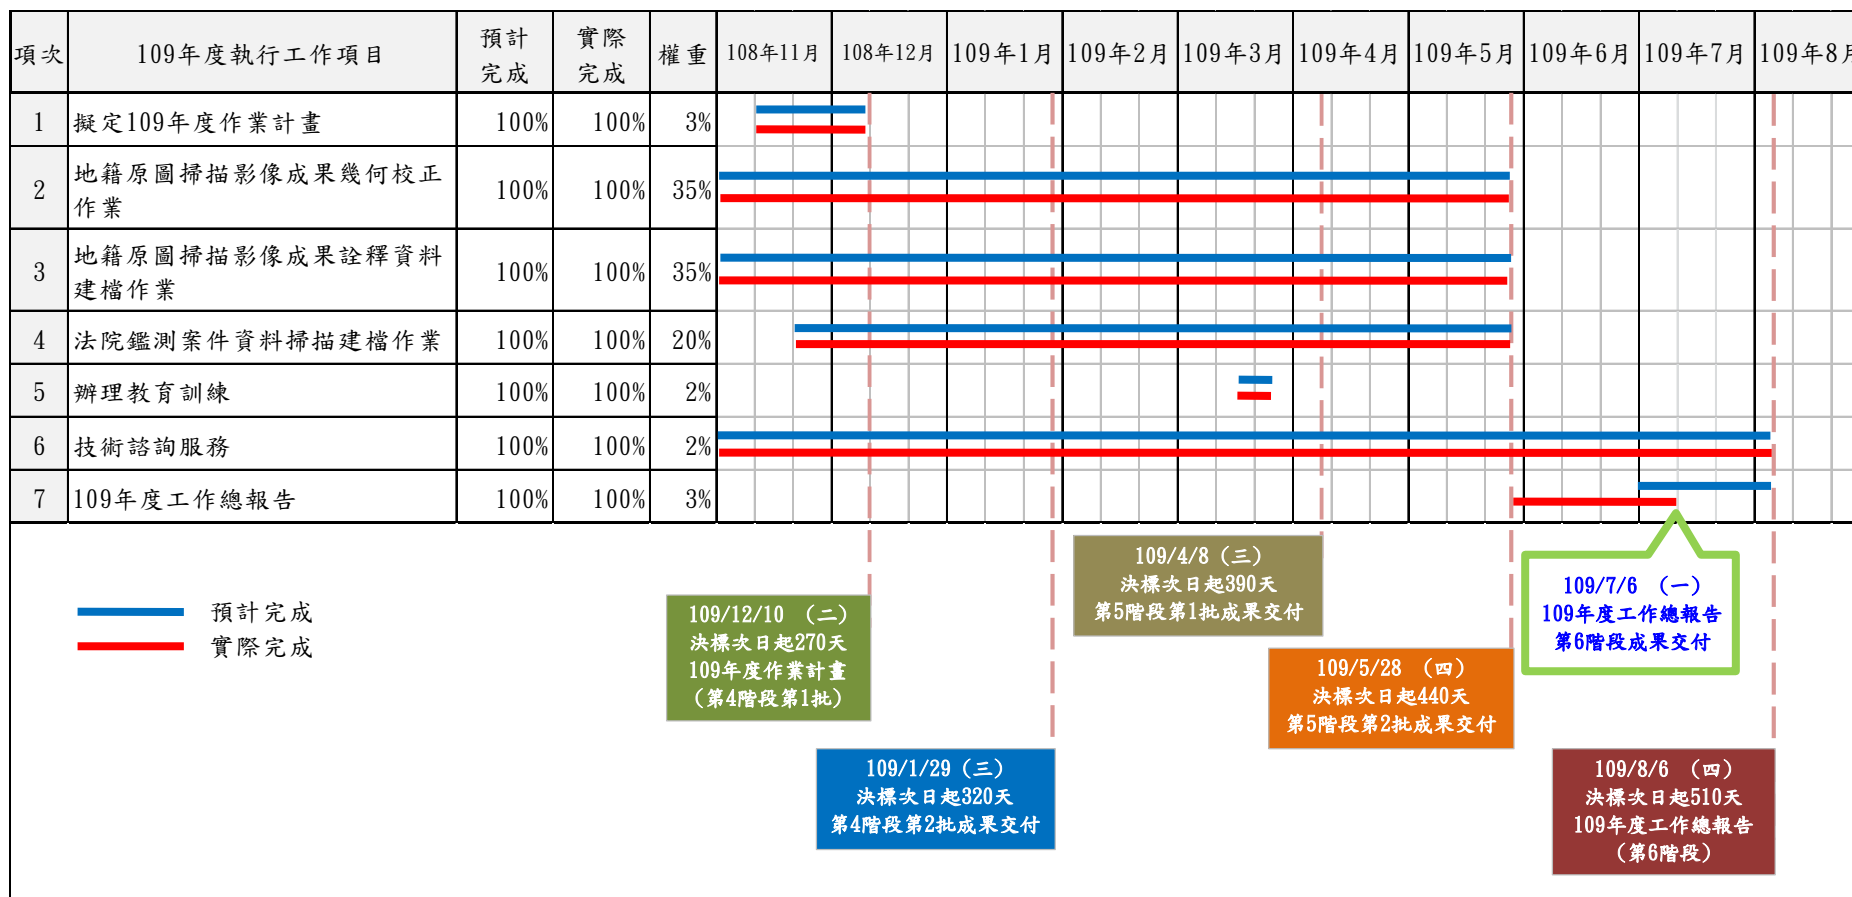 項次 109年度執行工作項目 預計完成 實際完成 權重 108年11月 108年12月 109年1月 109年2月 109年3月 109年4月 109年5月 109年6月 109年7月 109年8月
1 擬定109年度作業計畫 100% 100% 3%
2 地籍原圖掃描影像成果幾何校正 100% 100% 35%
作業
3 地籍原圖掃描影像成果詮釋資料 100% 100% 35%
建檔作業
4 法院鑑測案件資料掃描建檔作業 100% 100% 20%
5 辦理教育訓練 100% 100% 2%
6 技術諮詢服務 100% 100% 2%
7 109年度工作總報告 100% 100% 3%
預計完成
實際完成
109/12/10 （二）
決標次日起270天
109年度作業計畫
（第4階段第1批）
109/1/29（三）
決標次日起320天
第4階段第2批成果交付
109/4/8（三）
決標次日起390天
第5階段第1批成果交付
109/5/28 （四）
決標次日起440天
第5階段第2批成果交付
109/7/6 （一）
109年度工作總報告
第6階段成果交付
109/8/6 （四）
決標次日起510天
109年度工作總報告
（第6階段）